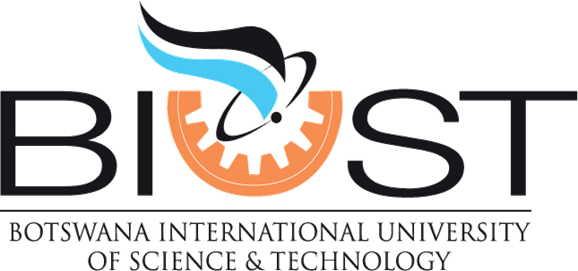 BIUST
BOTSWANA INTERNATIONAL UNIVERSITY
OF SCIENCE & TECHNOLOGY